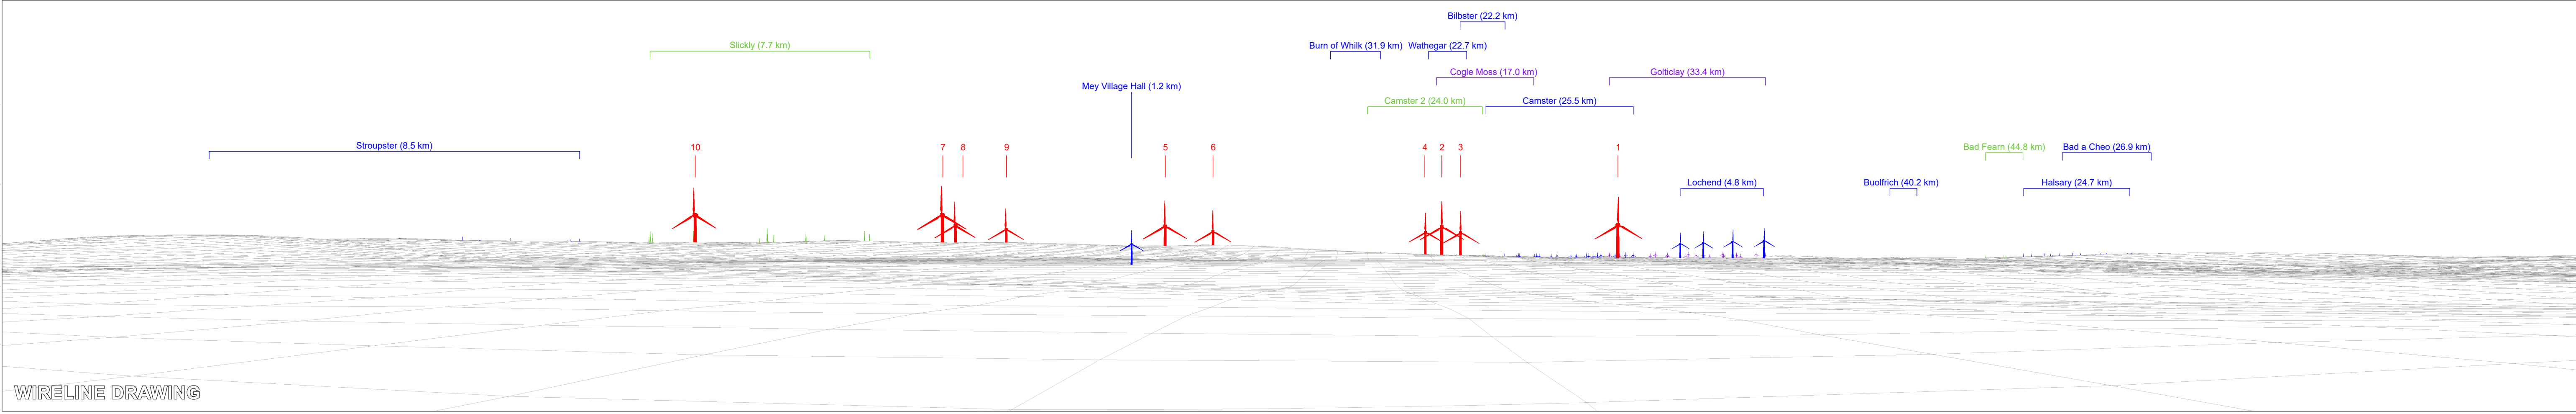 Bilbster (22.2 km)
Slickly (7.7 km)
Burn of Whilk (31.9 km)
Wathegar (22.7 km)
Cogle Moss (17.0 km)
Golticlay (33.4 km)
Mey Village Hall (1.2 km)
Camster 2 (24.0 km)
Camster (25.5 km)
Stroupster (8.5 km)
10
7
8
9
5
6
4
2
3
1
Bad Fearn (44.8 km)
Bad a Cheo (26.9 km)
Lochend (4.8 km)
Buolfrich (40.2 km)
Halsary (24.7 km)
WIRELINE DRAWING